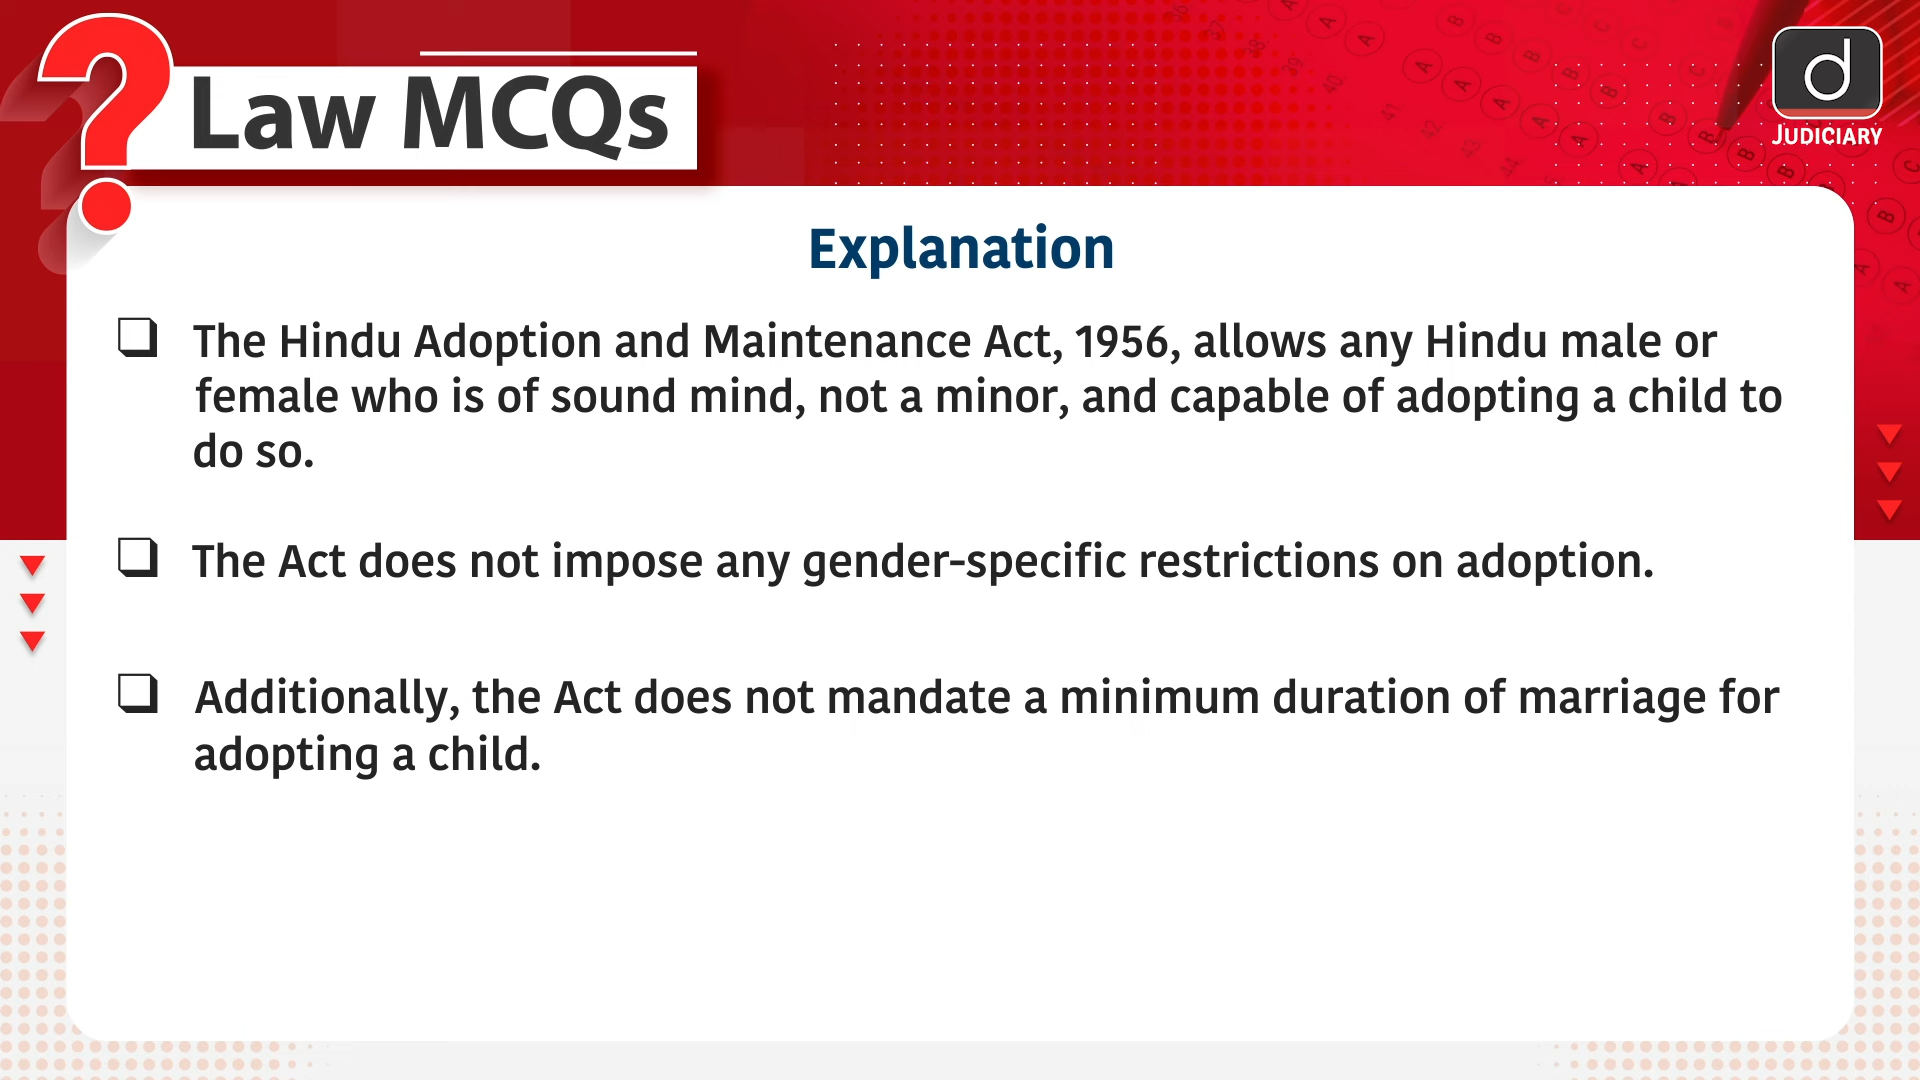 Law MCQs
d
JUDICIARY
Explanation
❑ The Hindu Adoption and Maintenance Act, 1956, allows any Hindu male or
female who is of sound mind, not a minor, and capable of adopting a child to
do so.
❑ The Act does not impose any gender-specific restrictions on adoption.
❑ Additionally, the Act does not mandate a minimum duration of marriage for
adopting a child.